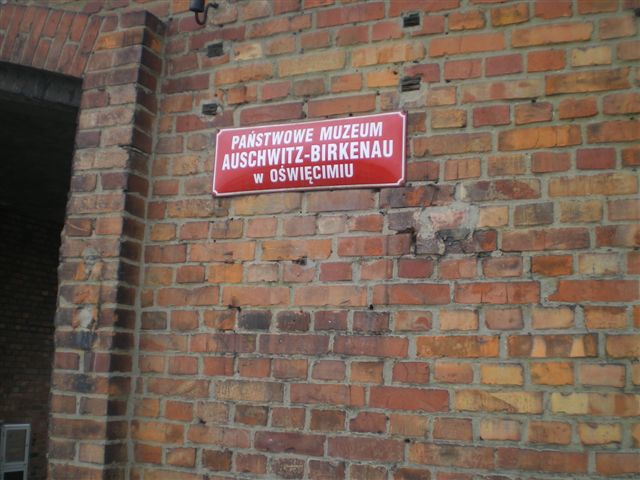 PAŃSTWOWE MUZEUM
AUSCHWITZ-BIRKENAU
W OŚWIĘCIMIU